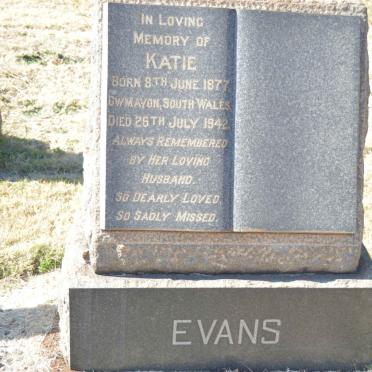 In Loving
Memory of
Katie
Born 8th June 1877
Cwmavon, South Wales
Died 26th July 1942.
Always Remembered
by Her Loving
Husband.
So Dearly Loved
So Sadly Missed.
EVANS